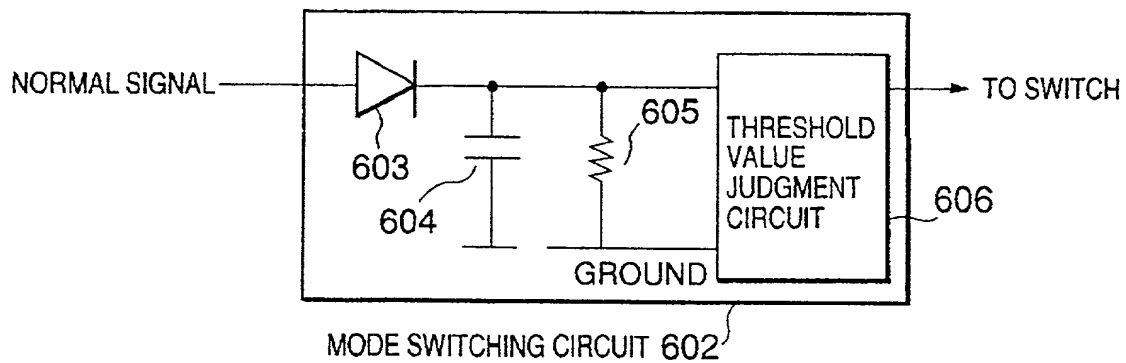 NORMAL SIGNAL
603
604
605
THRESHOLD
VALUE
JUDGMENT
CIRCUIT
TO SWITCH
606
GROUND
MODE SWITCHING CIRCUIT 602